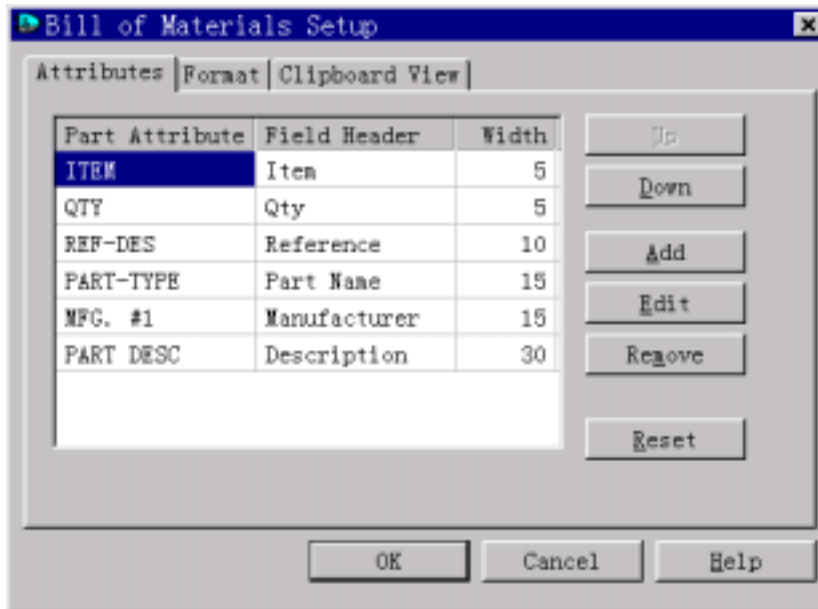 Bill of Materials Setup
Attributes Format Clipboard View
Part Attribute Field Header Width
Up
ITEM Item 5
Down
QTY Qty 5
REF-DES Reference 10
Add
PART-TYPE Part Name 15
Edit
MFG. #1 Manufacturer 15
PART DESC Description 30
Remove
Reset
OK Cancel Help